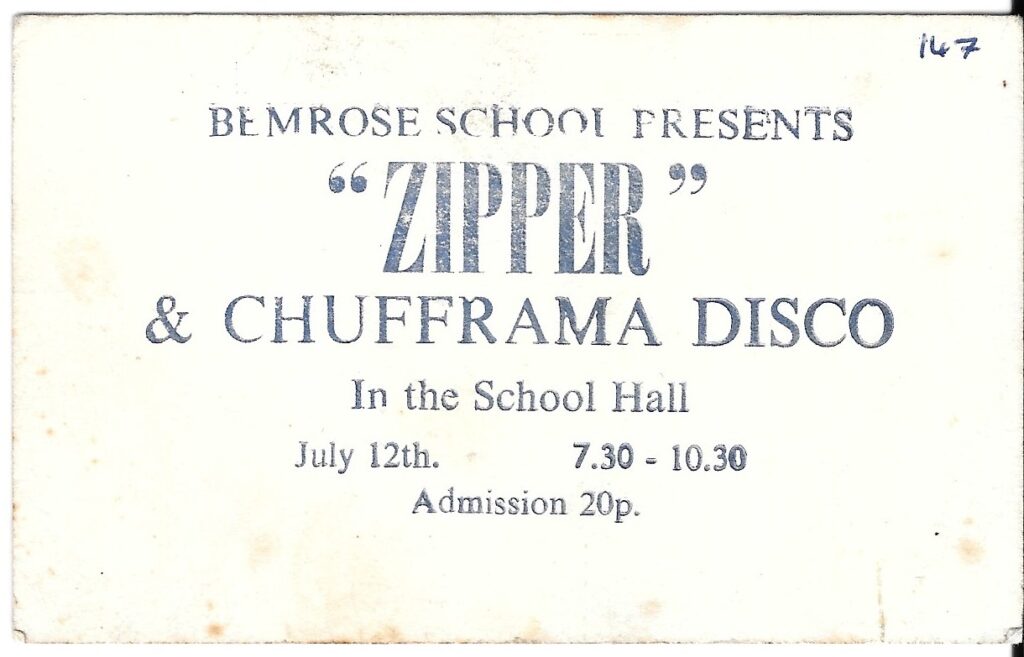 147
BEMROSE SCHOOL PRESENTS
“ZIPPER”
& CHUFFRAMA DISCO
In the School Hall
July 12th. 7.30 - 10.30
Admission 20p.